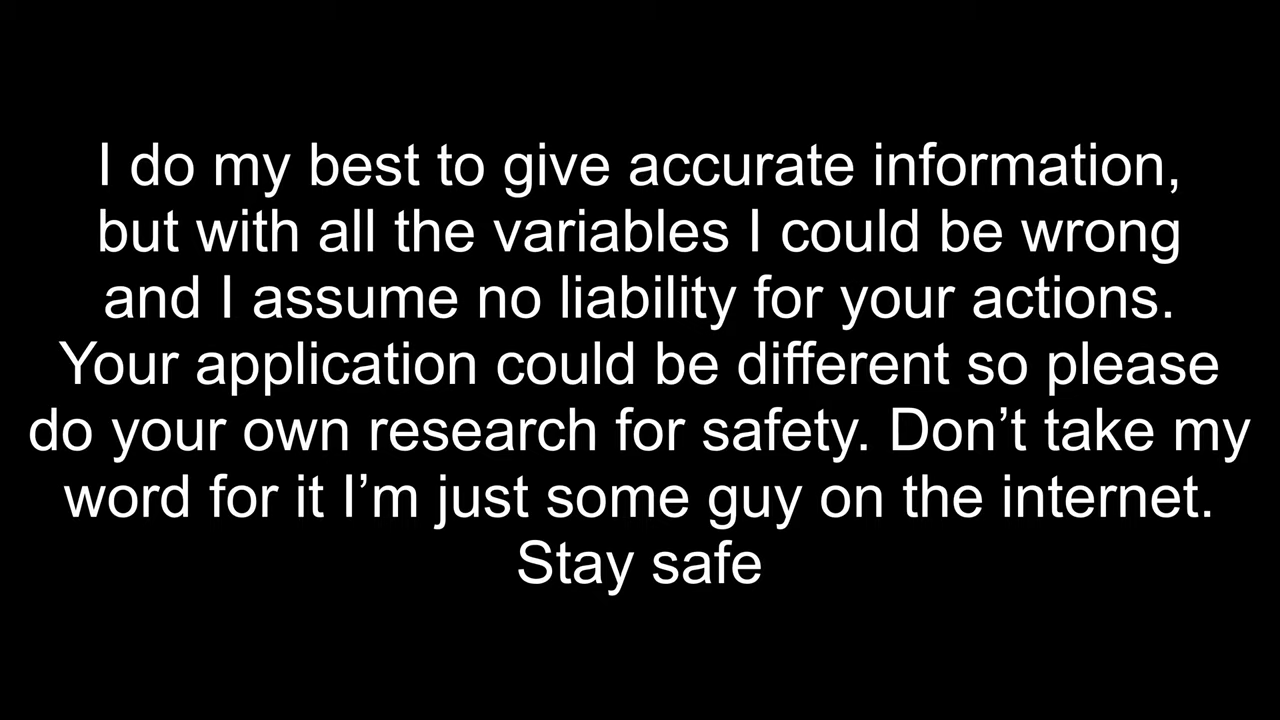 I do my best to give accurate information,
but with all the variables I could be wrong
and I assume no liability for your actions.
Your application could be different so please
do your own research for safety. Don’t take my
word for it I’m just some guy on the internet.
Stay safe